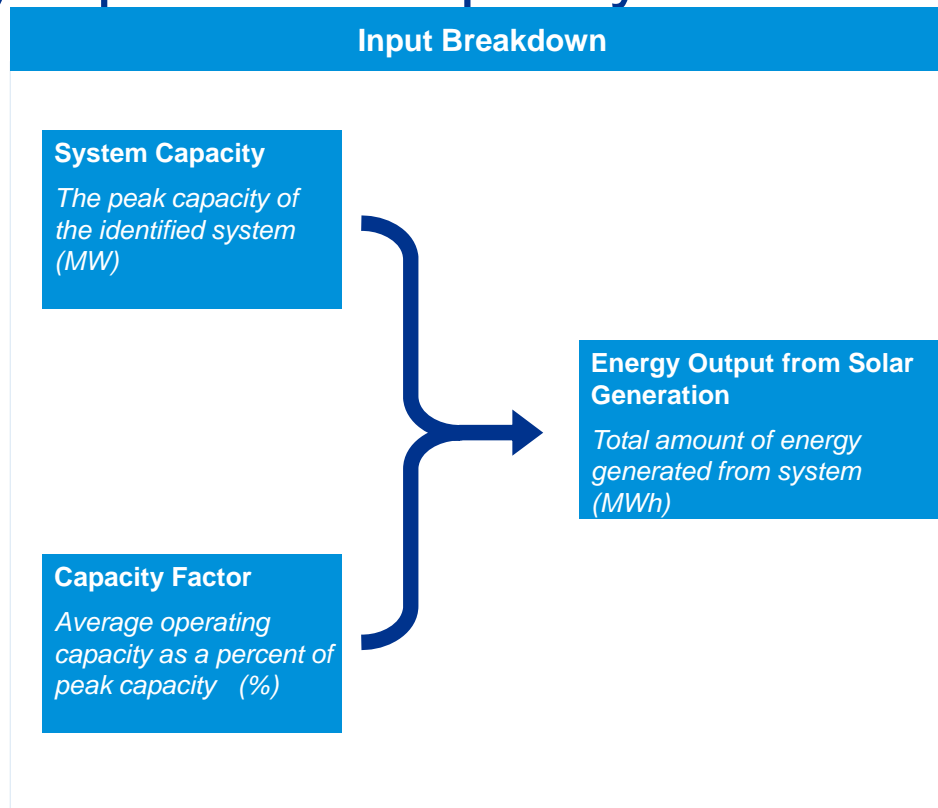 Input Breakdown
System Capacity
The peak capacity of
the identified system
(MW)
Energy Output from Solar
Generation
Total amount of energy
generated from system
(MWh)
Capacity Factor
Average operating
capacity as a percent of
peak capacity (%)